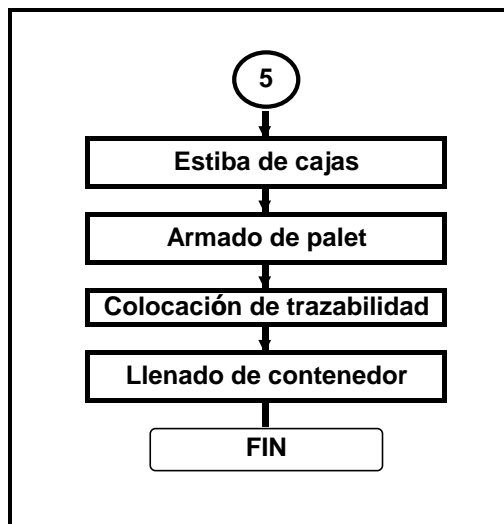 5
Estiba de cajas
Armado de palet
Colocación de trazabilidad
Llenado de contenedor
FIN